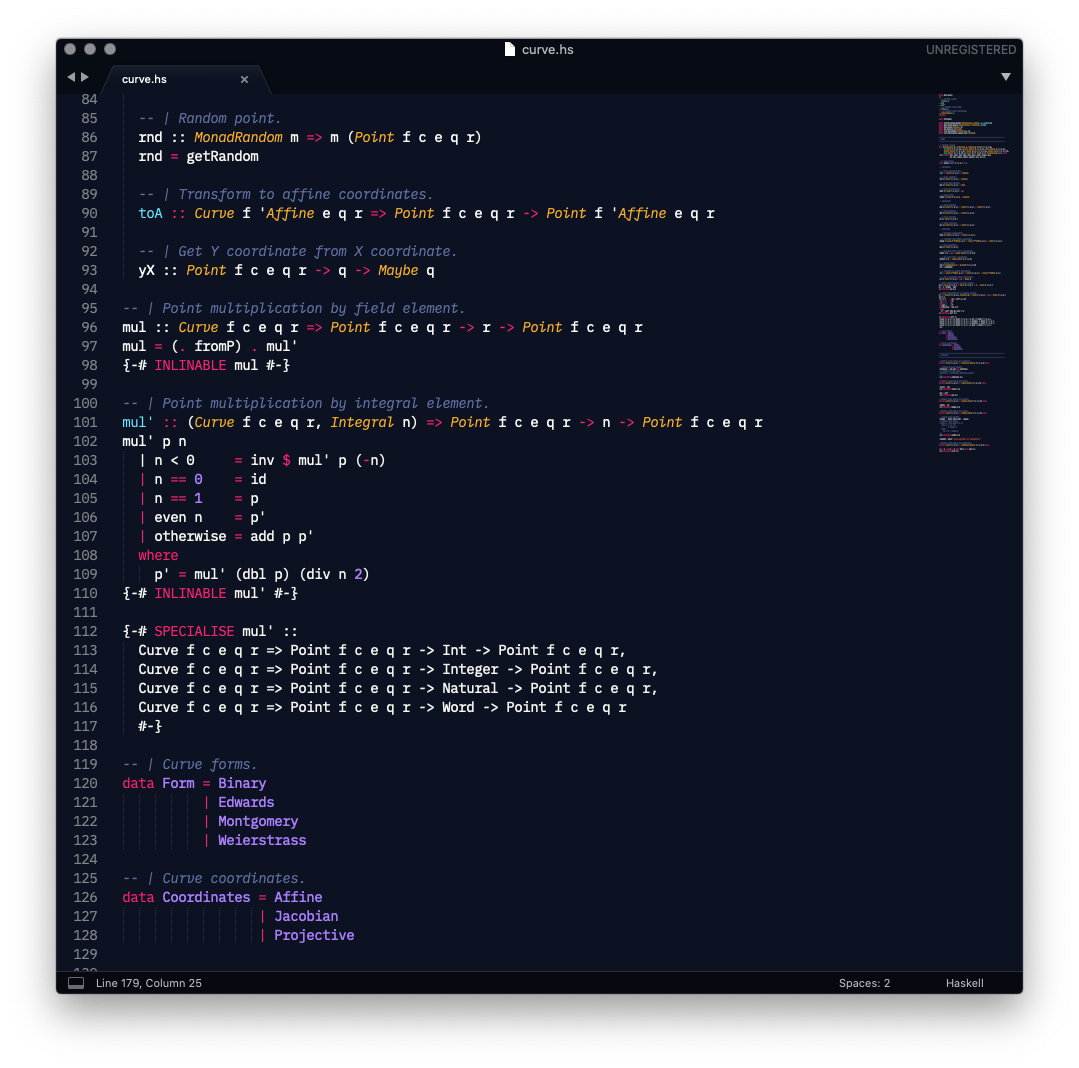 curve.hs
UNREGISTERED
curve.hs ×
84
85 -- | Random point.
86 rnd :: MonadRandom m => m (Point f c e q r)
87 rnd = getRandom
88
89 -- | Transform to affine coordinates.
90 toA :: Curve f 'Affine e q r => Point f c e q r -> Point f 'Affine e q r
91
92 -- | Get Y coordinate from X coordinate.
93 yX :: Point f c e q r -> q -> Maybe q
94
95 -- | Point multiplication by field element.
96 mul :: Curve f c e q r => Point f c e q r -> r -> Point f c e q r
97 mul = (. fromP) . mul'
98 {-# INLINABLE mul #-}
99
100 -- | Point multiplication by integral element.
101 mul' :: (Curve f c e q r, Integral n) => Point f c e q r -> n -> Point f c e q r
102 mul' p n
103 | n < 0 = inv $ mul' p (-n)
104 | n == 0 = id
105 | n == 1 = p
106 | even n = p'
107 | otherwise = add p p'
108 where
109 p' = mul' (dbl p) (div n 2)
110 {-# INLINABLE mul' #-}
111
112 {-# SPECIALISE mul' ::
113 Curve f c e q r => Point f c e q r -> Int -> Point f c e q r,
114 Curve f c e q r => Point f c e q r -> Integer -> Point f c e q r,
115 Curve f c e q r => Point f c e q r -> Natural -> Point f c e q r,
116 Curve f c e q r => Point f c e q r -> Word -> Point f c e q r
117 #-}
118
119 -- | Curve forms.
120 data Form = Binary
121 | Edwards
122 | Montgomery
123 | Weierstrass
124
125 -- | Curve coordinates.
126 data Coordinates = Affine
127 | Jacobian
128 | Projective
129
Line 179, Column 25
Spaces: 2
Haskell